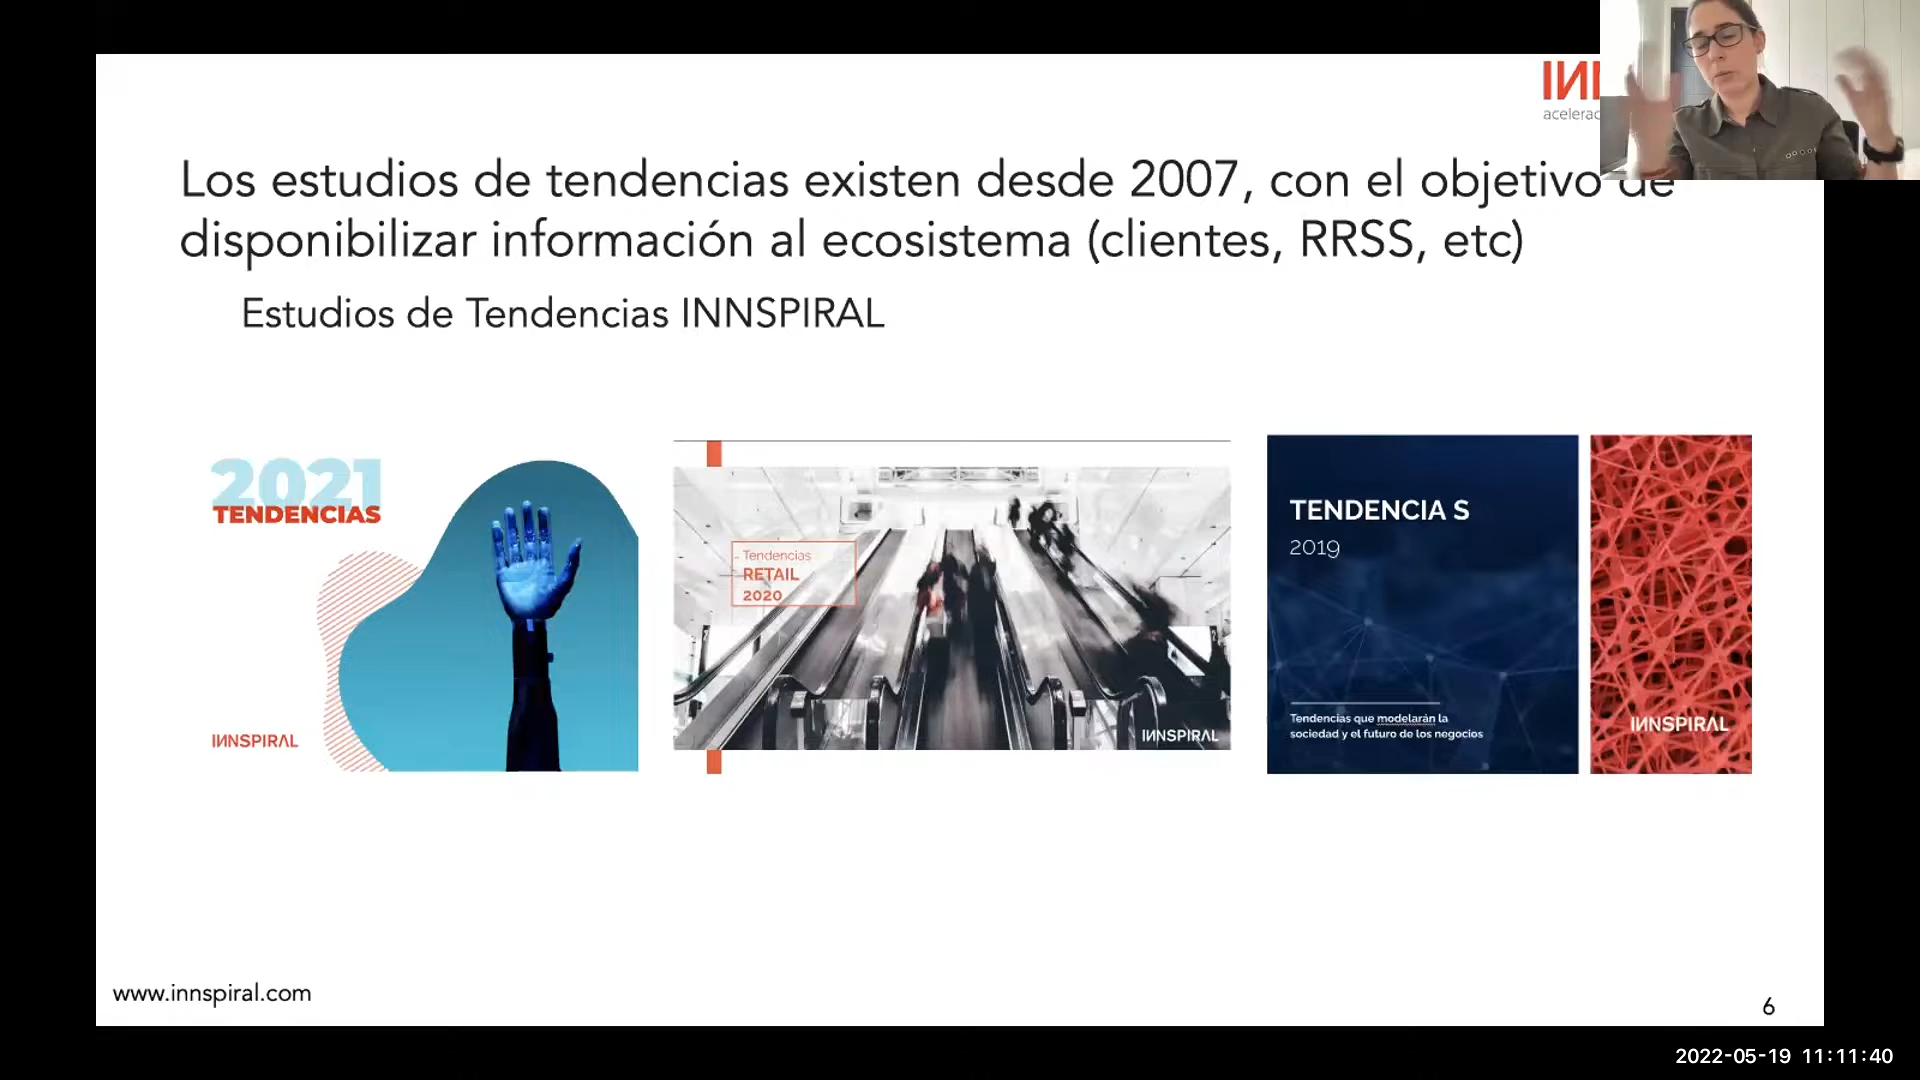 acelerac
Los estudios de tendencias existen desde 2007, con el objetivo de
disponibilizar información al ecosistema (clientes, RRSS, etc)
Estudios de Tendencias INNSPIRAL
2021
TENDENCIAS
INNSPIRAL
Tendencias
RETAIL
2020
INNSPIRAL
TENDENCIA S
2019
Tendencias que modelarán la
sociedad y el futuro de los negocios
INNSPIRAL
www.innspiral.com
6
2022-05-19 11:11:40